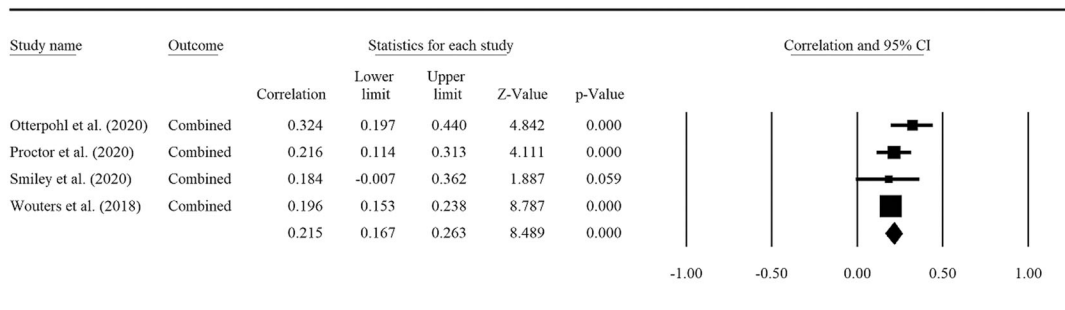 Study name Outcome Statistics for each study Correlation and 95% CI
Lower Upper
Correlation limit limit Z-Value p-Value
Otterpohl et al. (2020) Combined 0.324 0.197 0.440 4.842 0.000
Proctor et al. (2020) Combined 0.216 0.114 0.313 4.111 0.000
Smiley et al. (2020) Combined 0.184 -0.007 0.362 1.887 0.059
Wouters et al. (2018) Combined 0.196 0.153 0.238 8.787 0.000
0.215 0.167 0.263 8.489 0.000
-1.00 -0.50 0.00 0.50 1.00